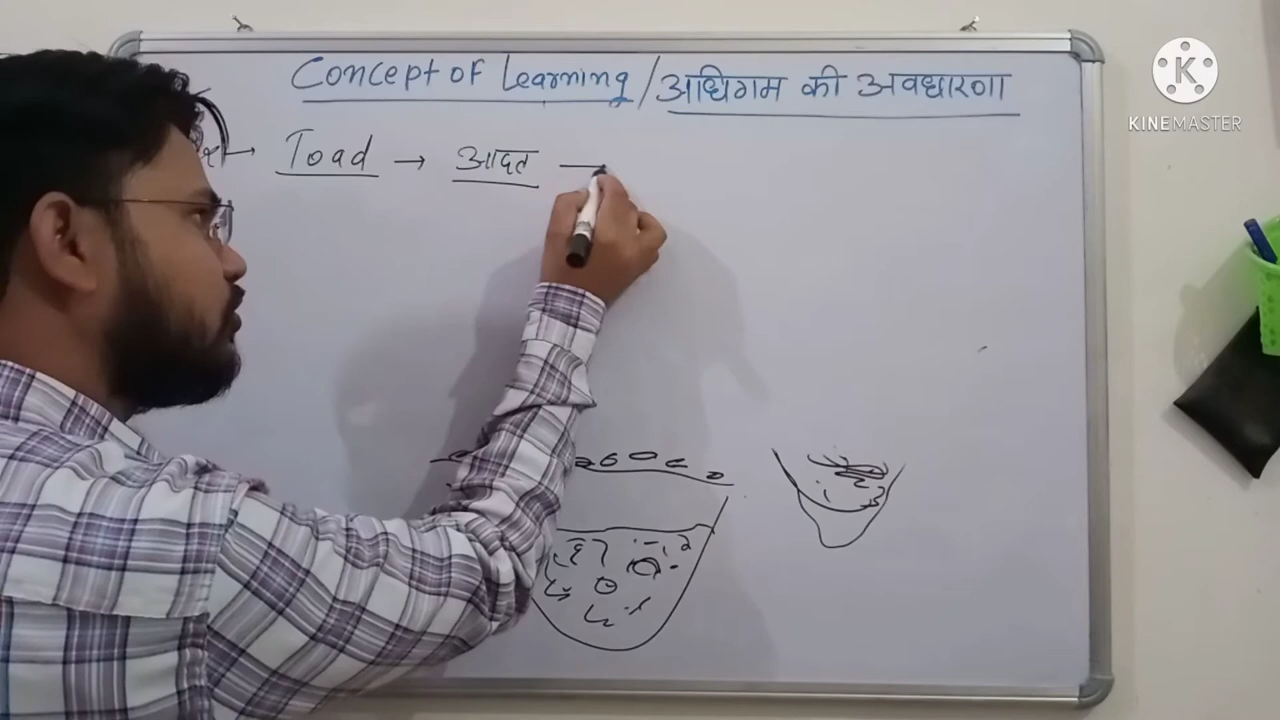 Concept of Learning / अधिगम की अवधारणा
→ Toad → आदत —
KINEMASTER